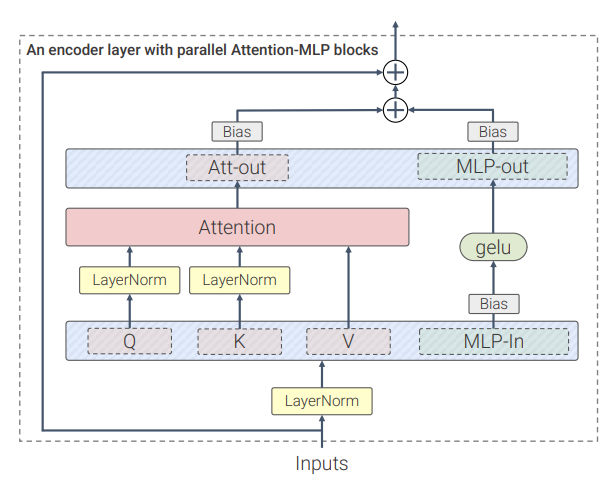 An encoder layer with parallel Attention-MLP blocks
Bias
Bias
Att-out
MLP-out
Attention
gelu
LayerNorm
LayerNorm
Bias
Q
K
V
MLP-In
LayerNorm
Inputs